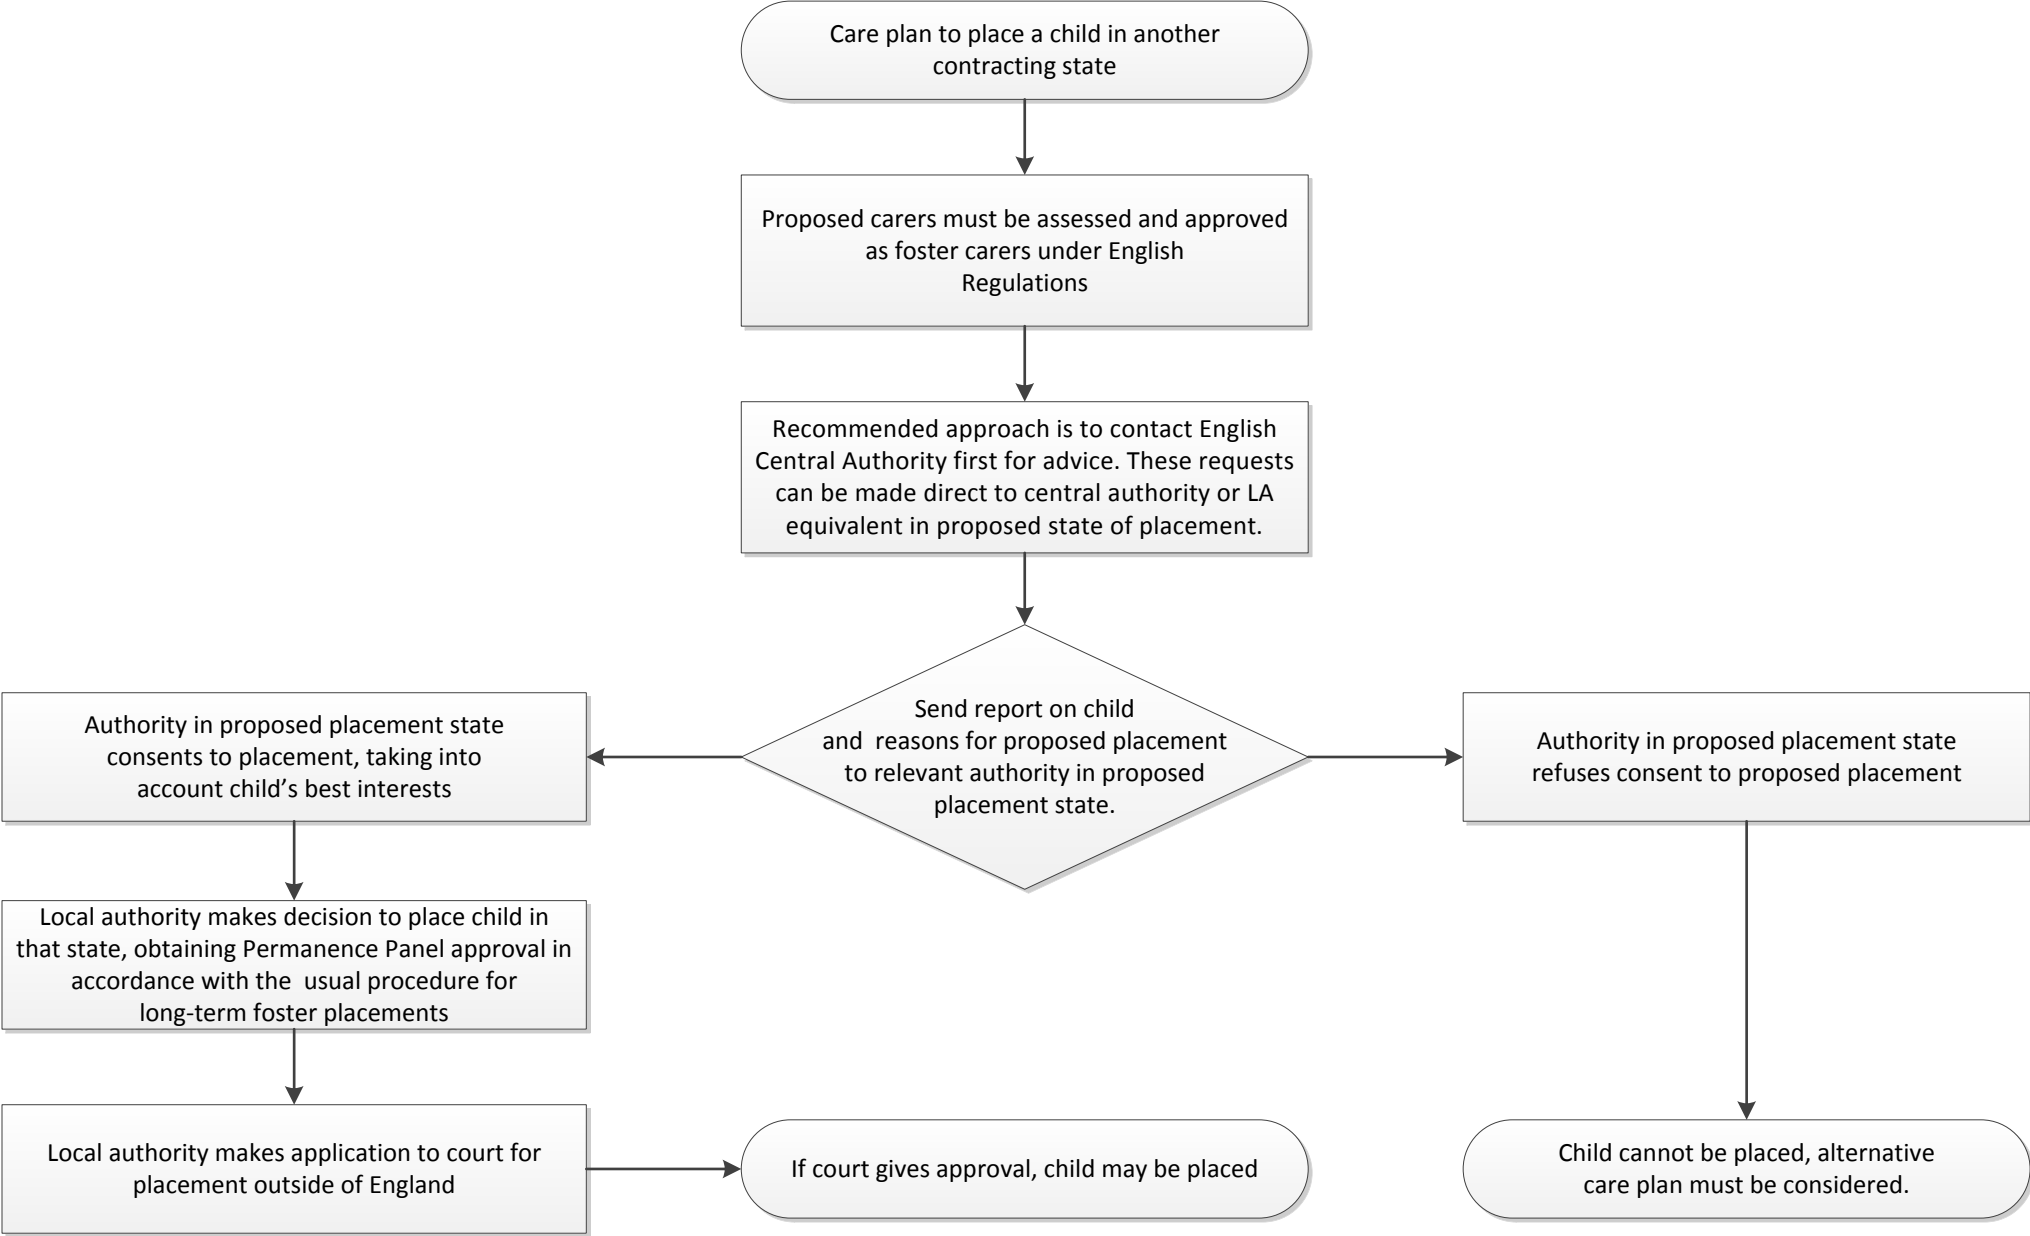 Care plan to place a child in another
contracting state
Proposed carers must be assessed and approved
as foster carers under English
Regulations
Recommended approach is to contact English
Central Authority first for advice. These requests
can be made direct to central authority or LA
equivalent in proposed state of placement.
Send report on child
and  reasons for proposed placement
to relevant authority in proposed
placement state.
Authority in proposed placement state
consents to placement, taking into
account child’s best interests
Authority in proposed placement state
refuses consent to proposed placement
Local authority makes decision to place child in
that state, obtaining Permanence Panel approval in
accordance with the  usual procedure for
long-term foster placements
Local authority makes application to court for
placement outside of England
If court gives approval, child may be placed
Child cannot be placed, alternative
care plan must be considered.